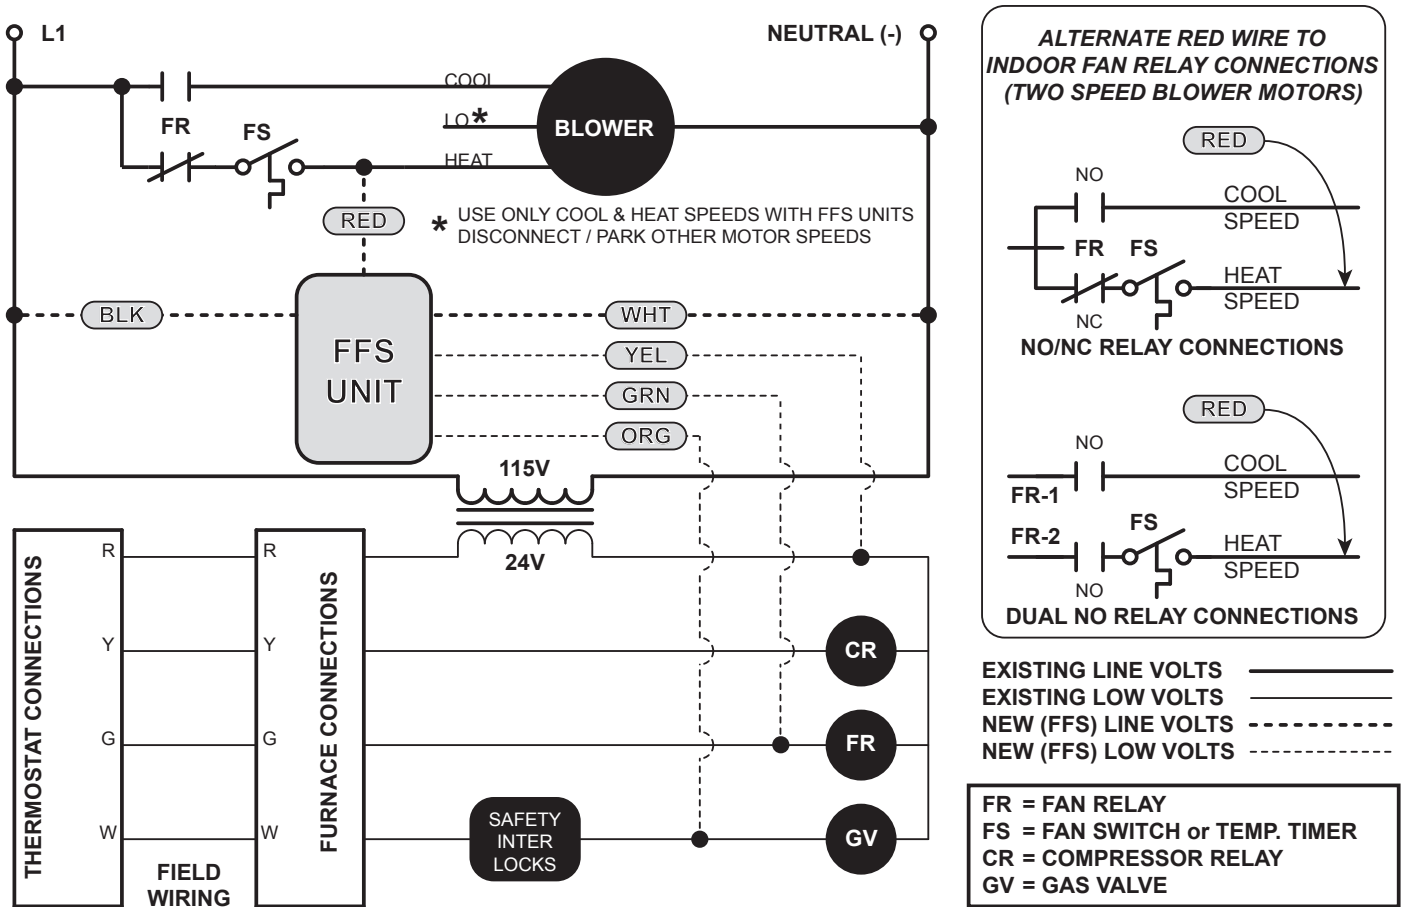 L1
NEUTRAL (-)
COOL
FR
FS
LO*
BLOWER
HEAT
RED
* USE ONLY COOL & HEAT SPEEDS WITH FFS UNITS
DISCONNECT / PARK OTHER MOTOR SPEEDS
BLK
FFS
UNIT
WHT
YEL
GRN
ORG
115V
24V
THERMOSTAT CONNECTIONS
R
Y
G
W
FIELD
WIRING
FURNACE CONNECTIONS
R
Y
G
W
SAFETY
INTER
LOCKS
CR
FR
GV
ALTERNATE RED WIRE TO
INDOOR FAN RELAY CONNECTIONS
(TWO SPEED BLOWER MOTORS)
RED
NO
COOL
SPEED
FR
FS
HEAT
SPEED
NC
NO/NC RELAY CONNECTIONS
RED
NO
COOL
SPEED
FR-1
FR-2
FS
HEAT
SPEED
NO
DUAL NO RELAY CONNECTIONS
EXISTING LINE VOLTS
EXISTING LOW VOLTS
NEW (FFS) LINE VOLTS
NEW (FFS) LOW VOLTS
FR = FAN RELAY
FS = FAN SWITCH or TEMP. TIMER
CR = COMPRESSOR RELAY
GV = GAS VALVE